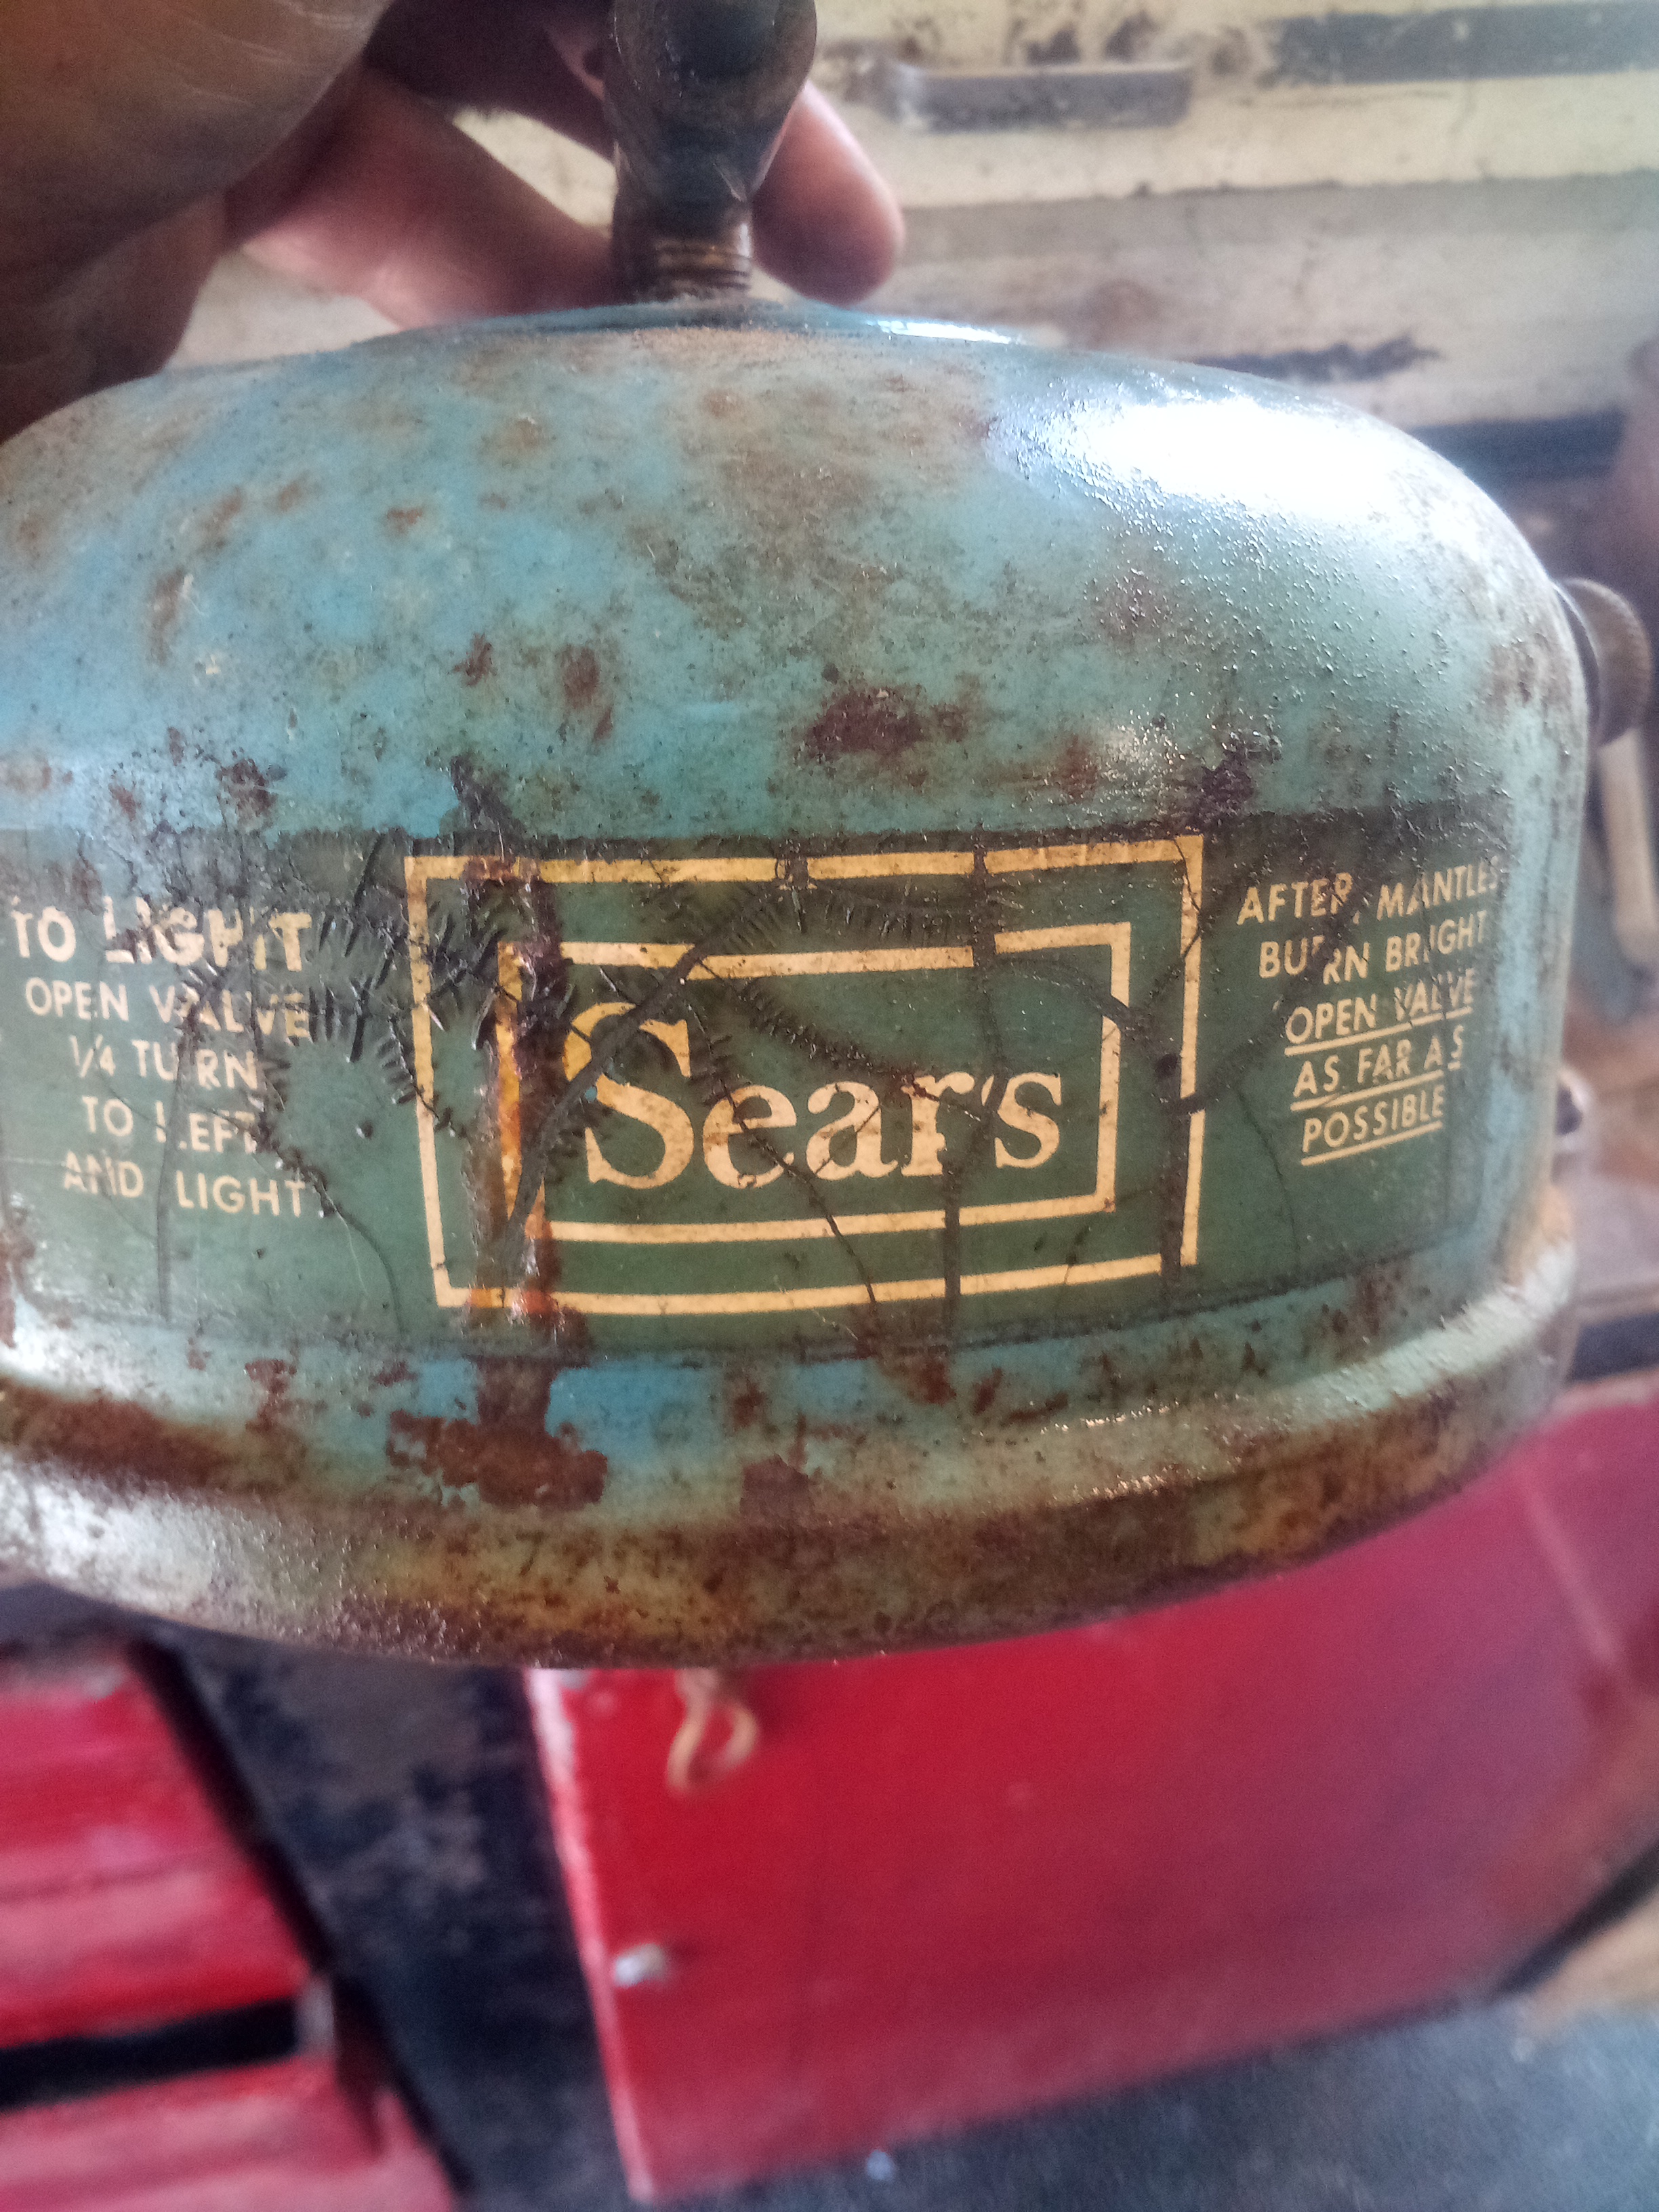 TO LIGHT
OPEN VALVE
1/4 TURN
TO LEFT
AND LIGHT.
Sears
AFTER MANTLES
BURN BRIGHT
OPEN VALVE
AS FAR AS
POSSIBLE